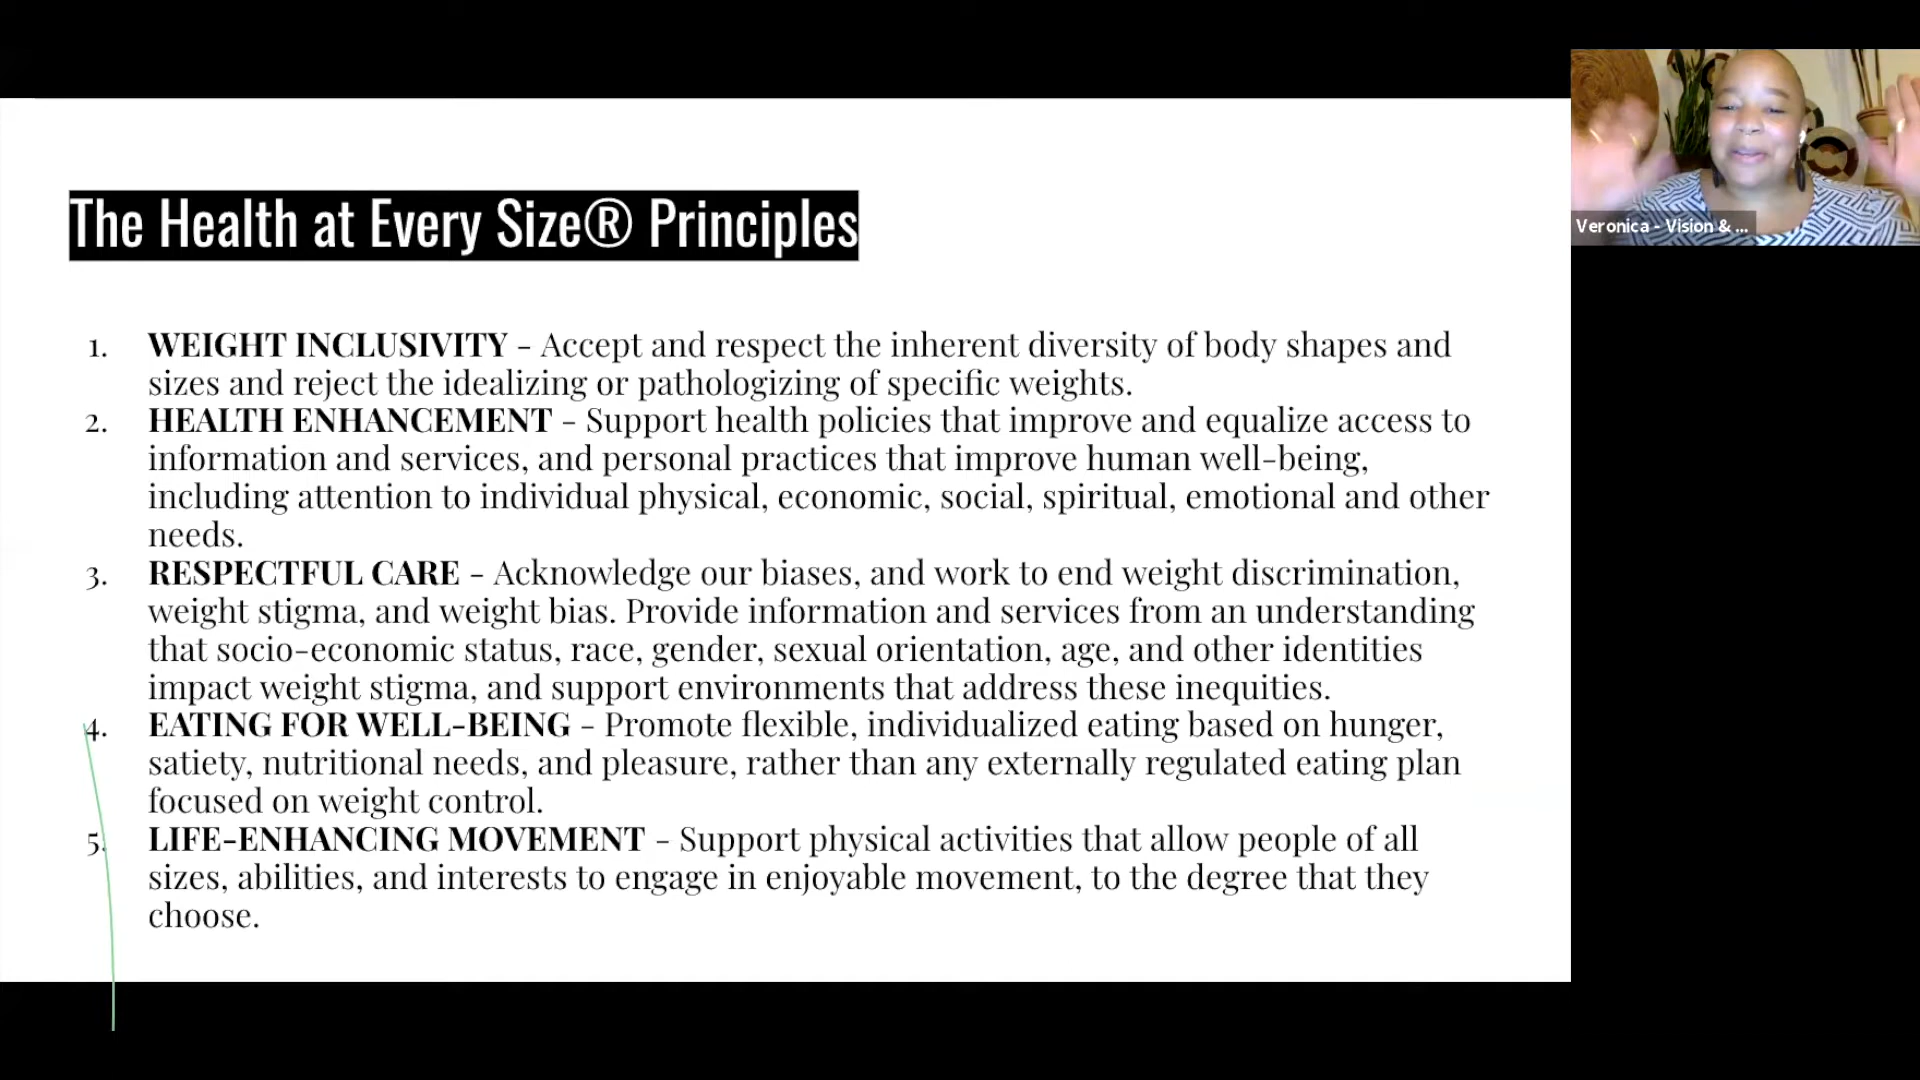 The Health at Every Size® Principles
Veronica - Vision & ...
1. WEIGHT INCLUSIVITY - Accept and respect the inherent diversity of body shapes and
sizes and reject the idealizing or pathologizing of specific weights.
2. HEALTH ENHANCEMENT - Support health policies that improve and equalize access to
information and services, and personal practices that improve human well-being,
including attention to individual physical, economic, social, spiritual, emotional and other
needs.
3. RESPECTFUL CARE - Acknowledge our biases, and work to end weight discrimination,
weight stigma, and weight bias. Provide information and services from an understanding
that socio-economic status, race, gender, sexual orientation, age, and other identities
impact weight stigma, and support environments that address these inequities.
4. EATING FOR WELL-BEING - Promote flexible, individualized eating based on hunger,
satiety, nutritional needs, and pleasure, rather than any externally regulated eating plan
focused on weight control.
5. LIFE-ENHANCING MOVEMENT - Support physical activities that allow people of all
sizes, abilities, and interests to engage in enjoyable movement, to the degree that they
choose.